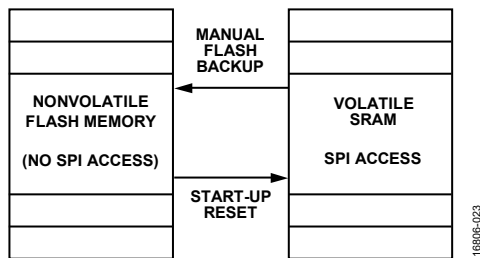 MANUAL
FLASH
BACKUP
NONVOLATILE
FLASH MEMORY
(NO SPI ACCESS)
VOLATILE
SRAM
SPI ACCESS
START-UP
RESET
16806-023